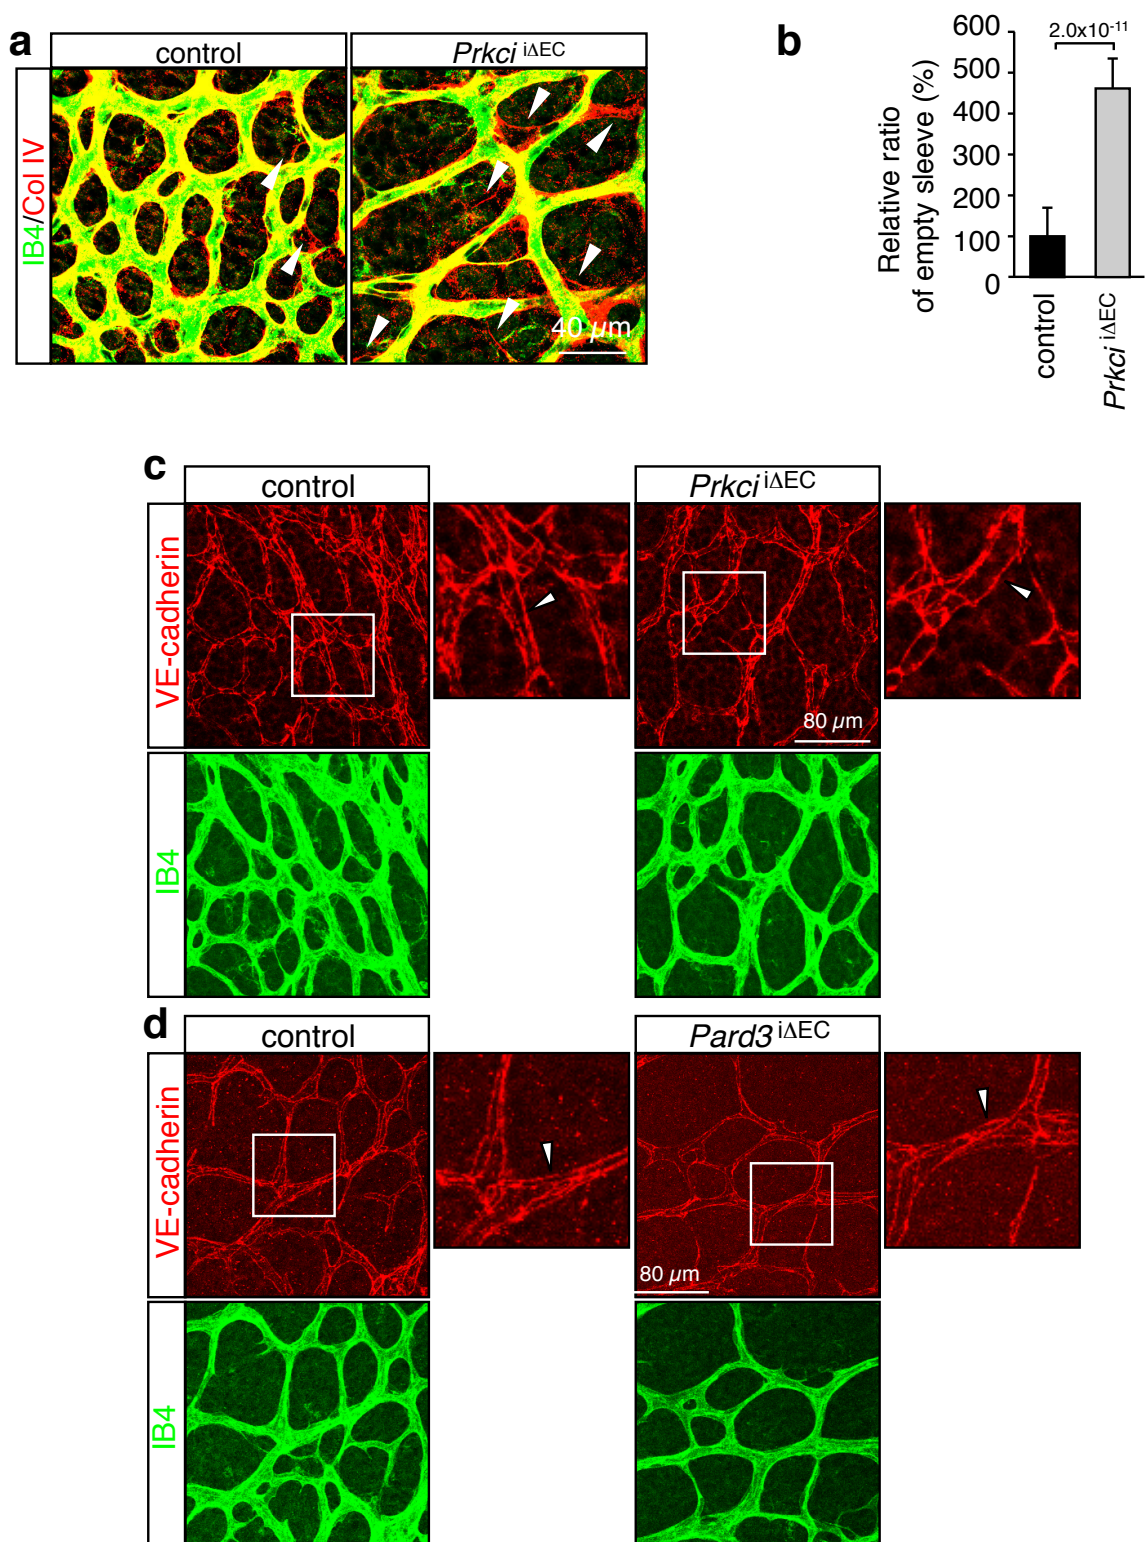 a
control
Prkci iΔEC
IB4/Col IV
40 µm
b
600
500
400
300
200
100
0
Relative ratio
of empty sleeve (%)
2.0x10-11
control
Prkci iΔEC
c
control
Prkci iΔEC
VE-cadherin
80 µm
IB4
d
control
Pard3 iΔEC
VE-cadherin
80 µm
IB4